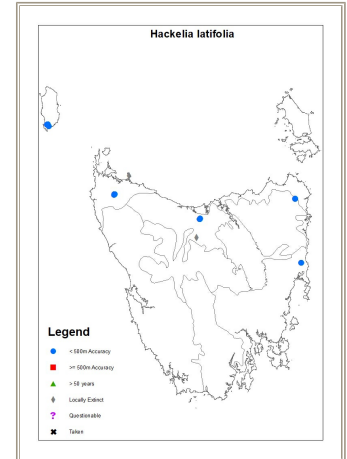 Hackelia latifolia
Legend
< 500m Accuracy
>= 500m Accuracy
> 50 years
Locally Extinct
? Questionable
Taken